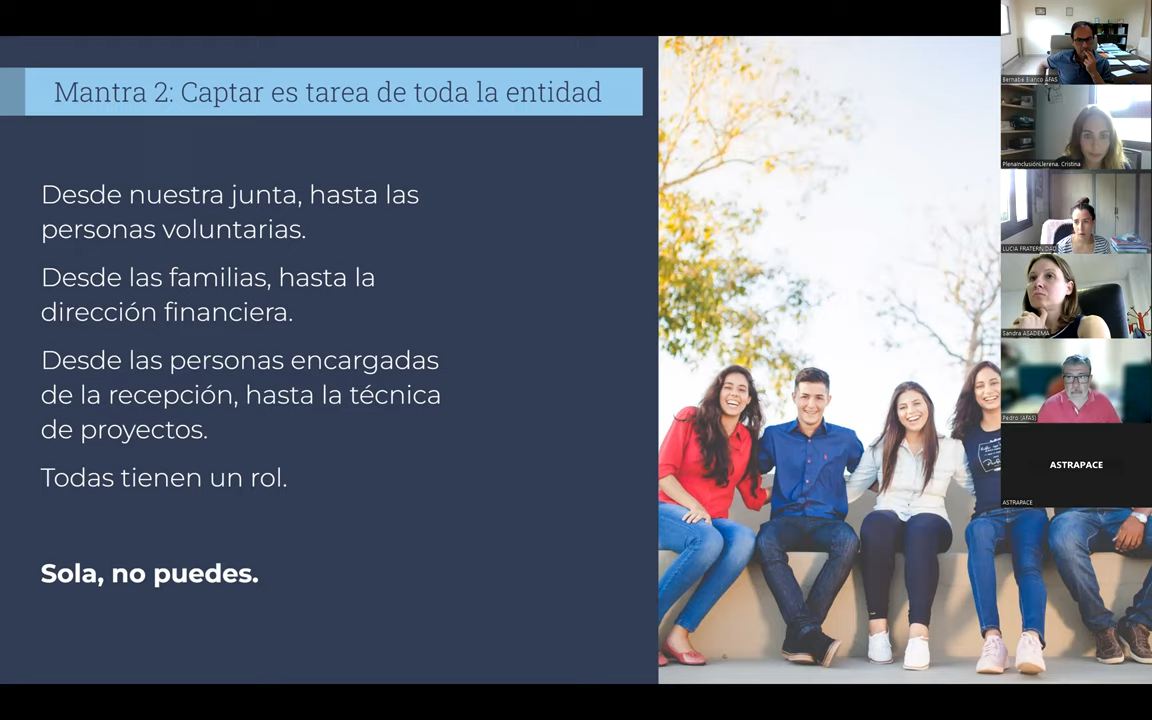 Mantra 2: Captar es tarea de toda la entidad
Desde nuestra junta, hasta las
personas voluntarias.
Desde las familias, hasta la
dirección financiera.
Desde las personas encargadas
de la recepción, hasta la técnica
de proyectos.
Todas tienen un rol.
Sola, no puedes.
Bernabé Blanco AFAS
PlenainclusiónLlerena. Cristina
LUCIA FRATERNIDAD
Sandra ASADEMA
Pedro (AFAS)
ASTRAPACE
ASTRAPACE